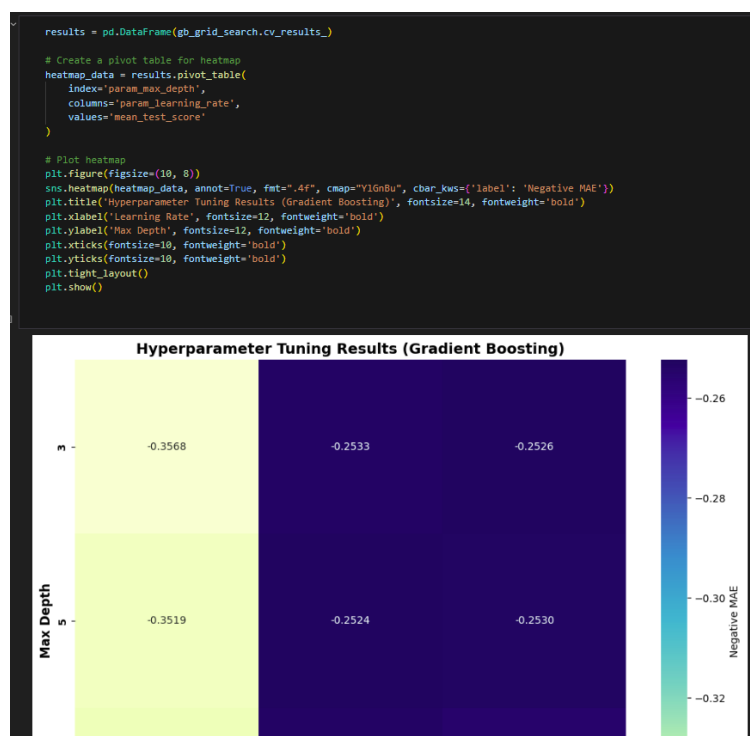 results = pd.DataFrame(gb_grid_search.cv_results_)
# Create a pivot table for heatmap
heatmap_data = results.pivot_table(
    index='param_max_depth',
    columns='param_learning_rate',
    values='mean_test_score'
)
# Plot heatmap
plt.figure(figsize=(10, 8))
sns.heatmap(heatmap_data, annot=True, fmt=".4f", cmap="YlGnBu", cbar_kws={'label': 'Negative MAE'})
plt.title('Hyperparameter Tuning Results (Gradient Boosting)', fontsize=14, fontweight='bold')
plt.xlabel('Learning Rate', fontsize=12, fontweight='bold')
plt.ylabel('Max Depth', fontsize=12, fontweight='bold')
plt.xticks(fontsize=10, fontweight='bold')
plt.yticks(fontsize=10, fontweight='bold')
plt.tight_layout()
plt.show()
Hyperparameter Tuning Results (Gradient Boosting)
3
-0.3568
-0.2533
-0.2526
5
-0.3519
-0.2524
-0.2530
Max Depth
−0.26
−0.28
−0.30
−0.32
Negative MAE